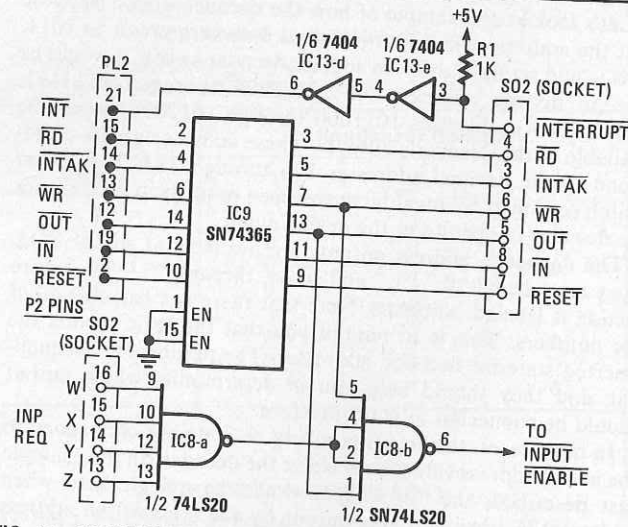 +5V
1/6 7404
IC13-d
1/6 7404
IC13-e
R1
1K
6
5
4
3
PL2
21
INT
15
RD
14
INTAK
13
WR
12
OUT
19
IN
2
RESET
P2 PINS
2
4
6
14
12
10
1
EN
15
EN
IC9
SN74365
3
5
7
13
11
9
SO2 (SOCKET)
1
INTERRUPT
4
RD
3
INTAK
6
WR
5
OUT
8
IN
7
RESET
SO2
(SOCKET)
INP
REQ
W
16
X
15
Y
14
Z
13
9
10
12
13
IC8-a
8
1/2 74LS20
5
4
2
1
IC8-b
6
1/2 SN74LS20
TO
INPUT
ENABLE